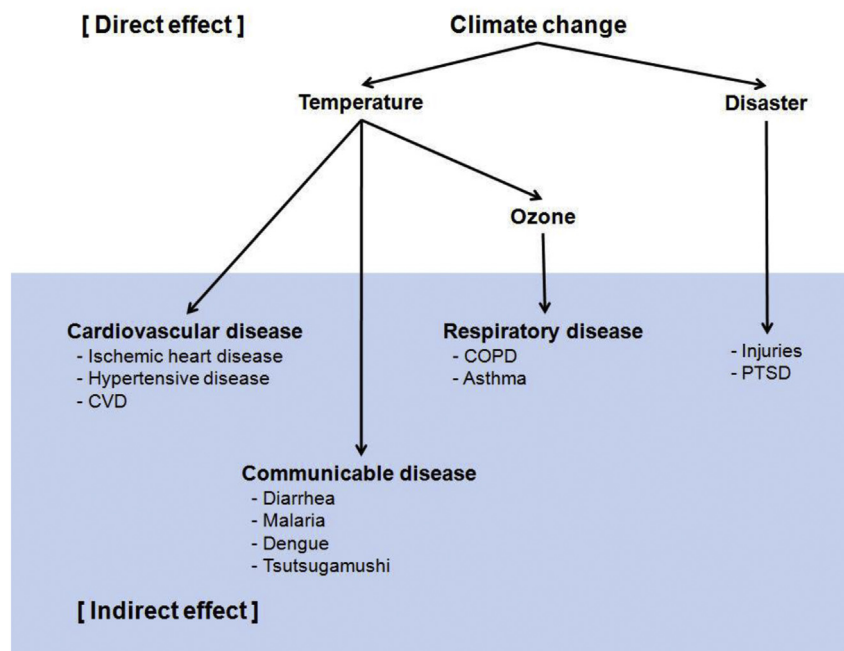 [ Direct effect ]
Climate change
Temperature
Disaster
Ozone
Cardiovascular disease
- Ischemic heart disease
- Hypertensive disease
- CVD
Respiratory disease
- COPD
- Asthma
- Injuries
- PTSD
Communicable disease
- Diarrhea
- Malaria
- Dengue
- Tsutsugamushi
[ Indirect effect ]